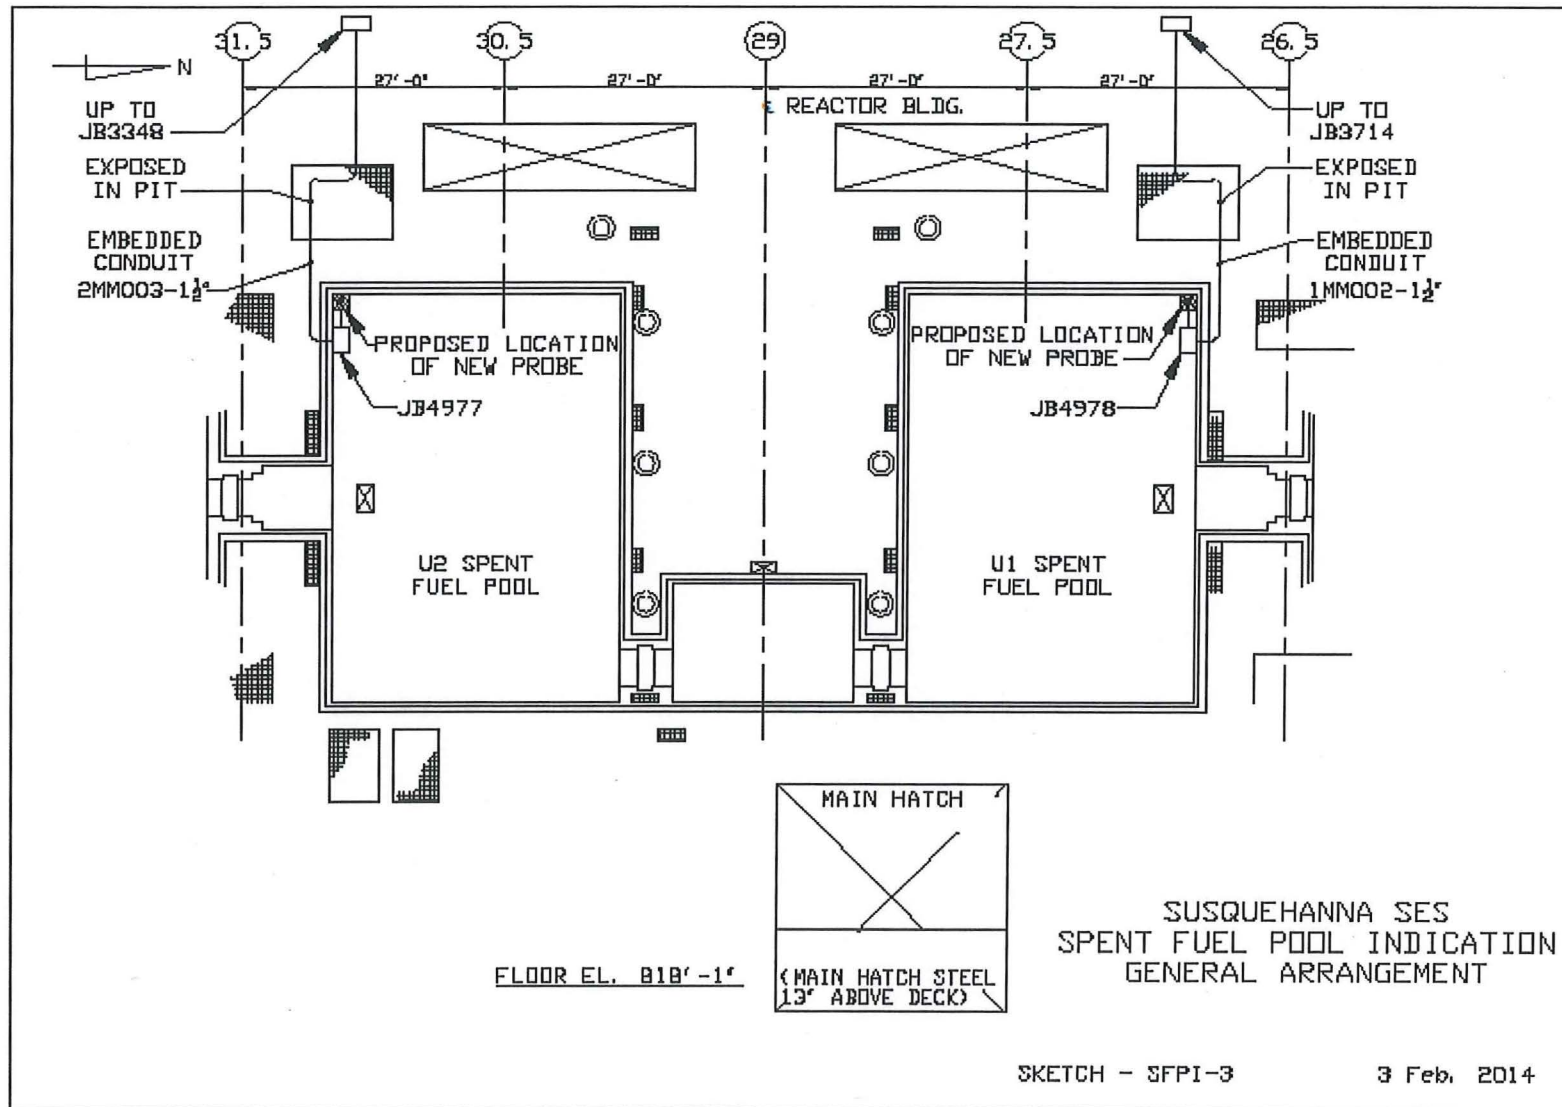 31.5
30.5
29
27.5
26.5
N
27'-0"
27'-0"
27'-0"
27'-0"
℄ REACTOR BLDG.
UP TO
JB3348
EXPOSED
IN PIT
EMBEDDED
CONDUIT
2MM003-1½"
UP TO
JB3714
EXPOSED
IN PIT
EMBEDDED
CONDUIT
1MM002-1½"
PROPOSED LOCATION
OF NEW PROBE
JB4977
PROPOSED LOCATION
OF NEW PROBE
JB4978
U2 SPENT
FUEL POOL
U1 SPENT
FUEL POOL
MAIN HATCH
(MAIN HATCH STEEL
13" ABOVE DECK)
FLOOR EL. 818'-1"
SUSQUEHANNA SES
SPENT FUEL POOL INDICATION
GENERAL ARRANGEMENT
SKETCH - SFPI-3
3 Feb. 2014